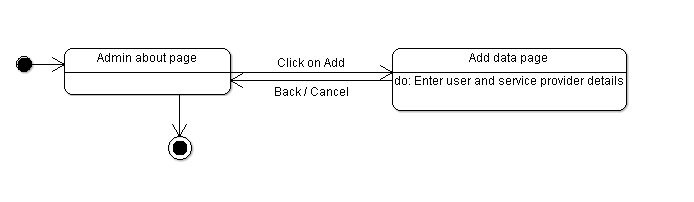 Admin about page
Click on Add
Add data page
do: Enter user and service provider details
Back / Cancel